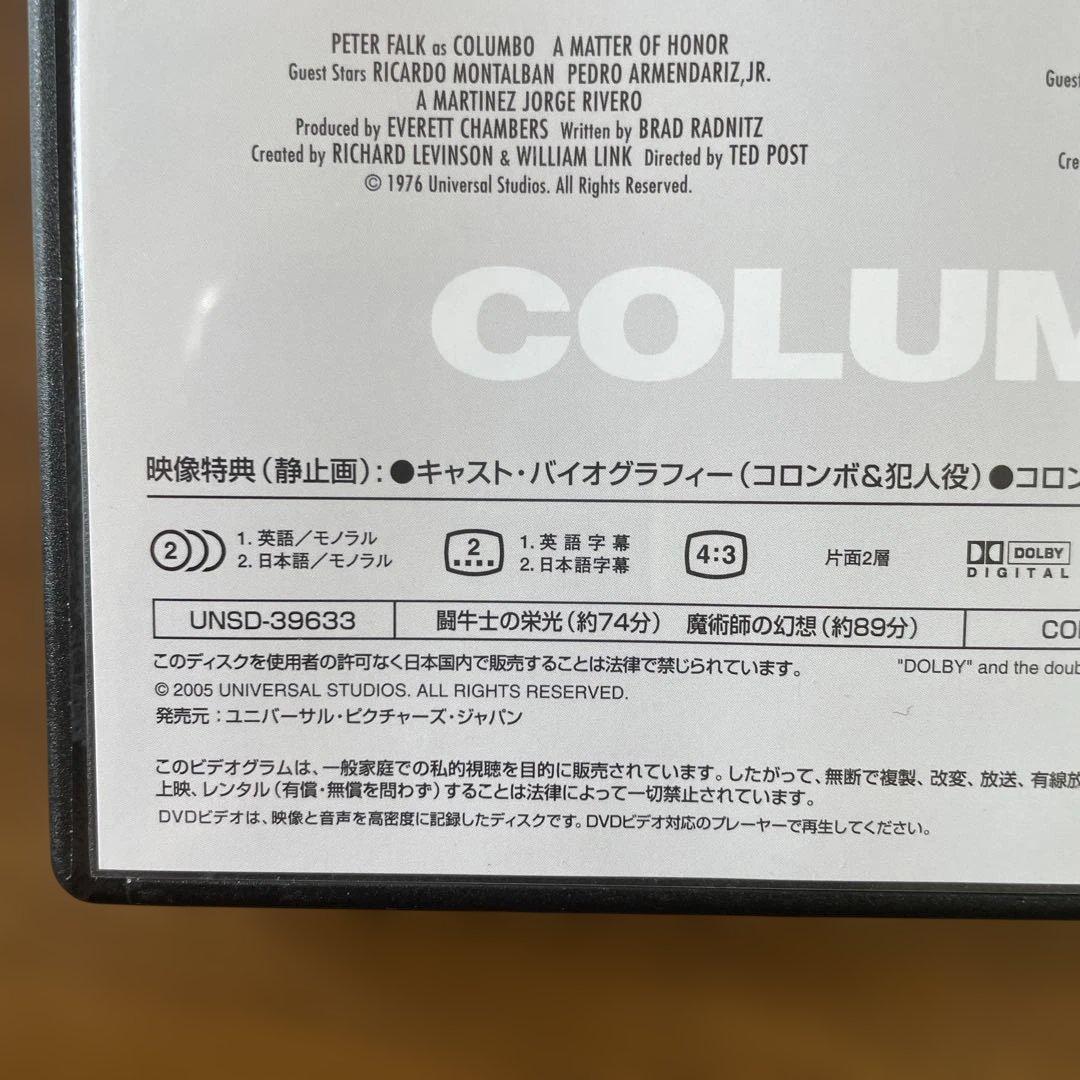 PETER FALK as COLUMBO A MATTER OF HONOR
Guest Stars RICARDO MONTALBAN PEDRO ARMENDARIZ,JR.
A MARTINEZ JORGE RIVERO
Produced by EVERETT CHAMBERS Written by BRAD RADNITZ
Created by RICHARD LEVINSON & WILLIAM LINK Directed by TED POST
© 1976 Universal Studios. All Rights Reserved.
Guest
Cre
COLUM
映像特典(静止画):●キャスト・バイオグラフィー(コロンボ&犯人役)●コロン
2 1. 英語/モノラル
2. 日本語/モノラル
2 1. 英語字幕
2. 日本語字幕
4:3
片面2層
DOLBY
DIGITAL
UNSD-39633 闘牛士の栄光(約74分) 魔術師の幻想(約89分) CO
このディスクを使用者の許可なく日本国内で販売することは法律で禁じられています。 "DOLBY" and the doub
© 2005 UNIVERSAL STUDIOS. ALL RIGHTS RESERVED.
発売元:ユニバーサル・ピクチャーズ・ジャパン
このビデオグラムは、一般家庭での私的視聴を目的に販売されています。したがって、無断で複製、改変、放送、有線放
上映、レンタル(有償・無償を問わず)することは法律によって一切禁止されています。
DVDビデオは、映像と音声を高密度に記録したディスクです。DVDビデオ対応のプレーヤーで再生してください。